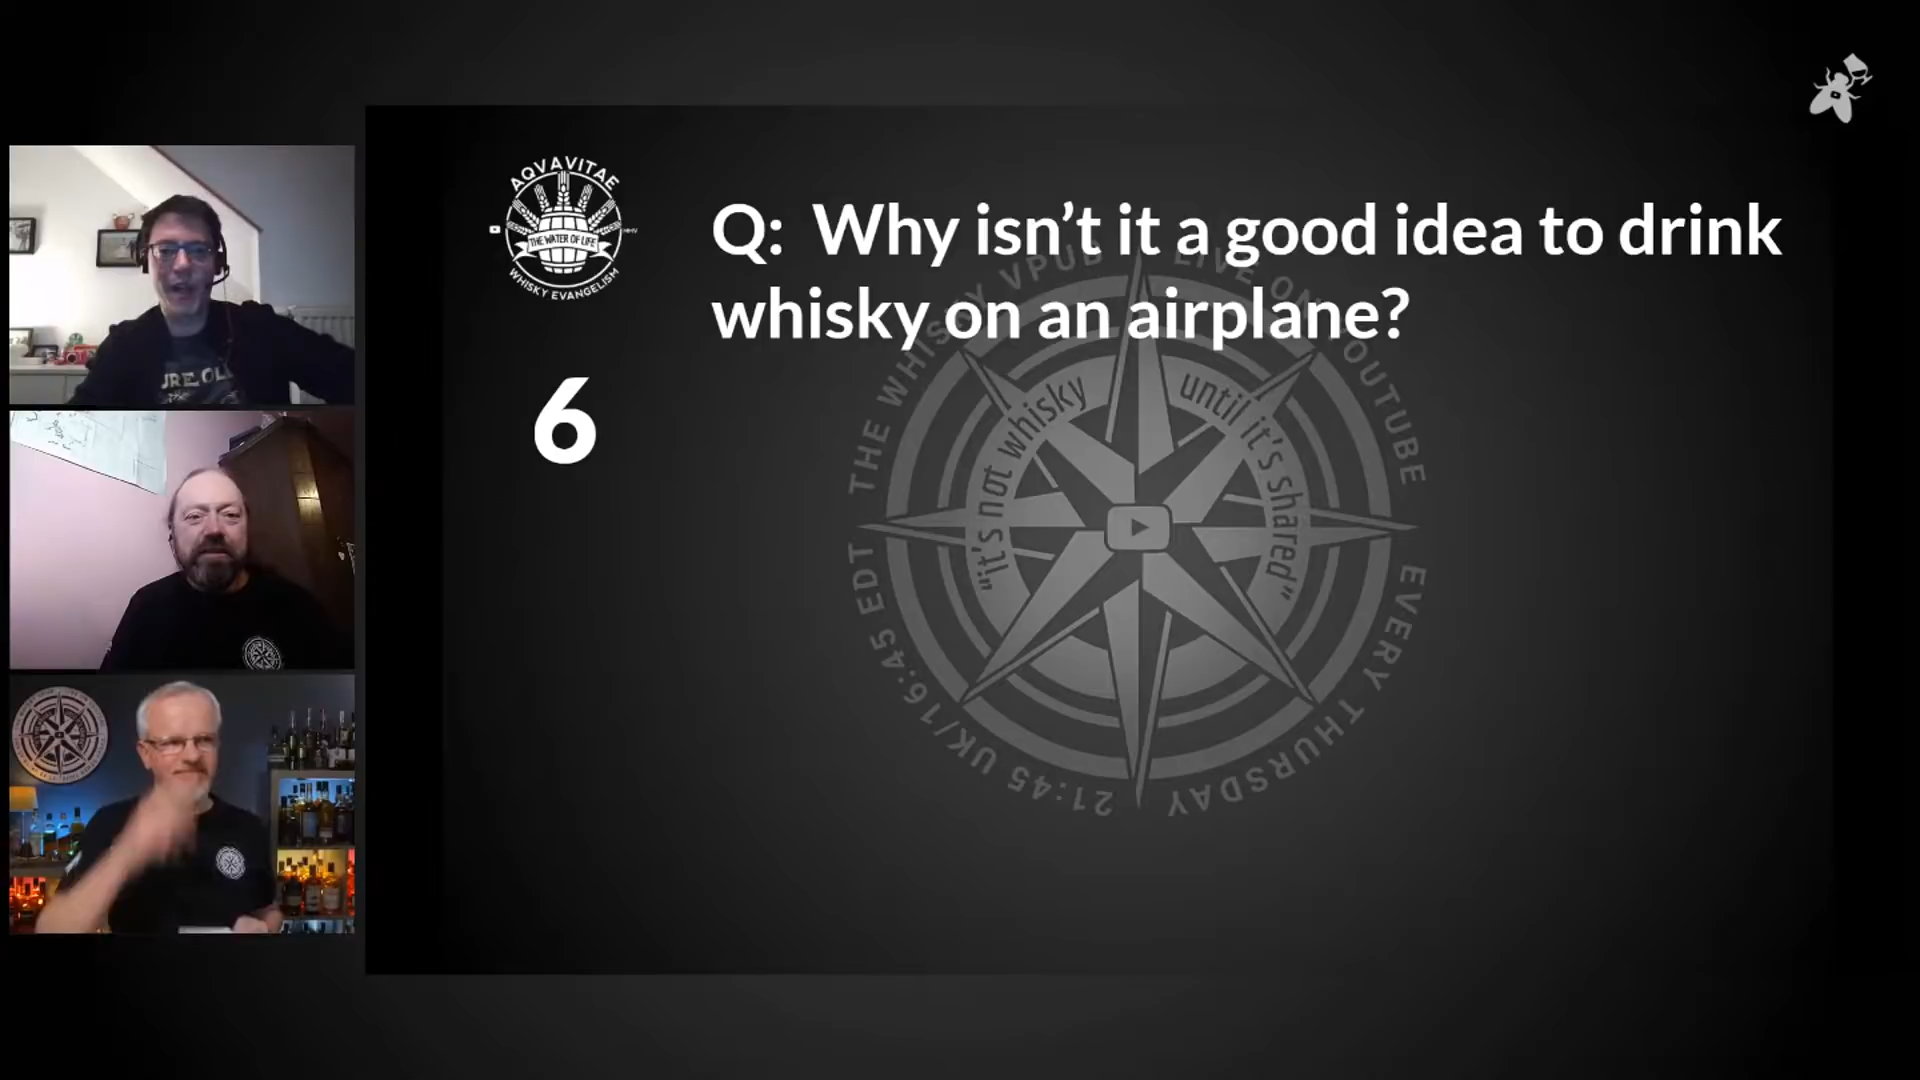 AQVAVITAE
THE WATER OF LIFE
WHISKY EVANGELISM
Q: Why isn't it a good idea to drink
whisky on an airplane?
6
THE WHISKY VPUB
LIVE ON YOUTUBE
EVERY THURSDAY
21:45 UK/16:45 EDT
"it's not whisky
until it's shared"
URE OL